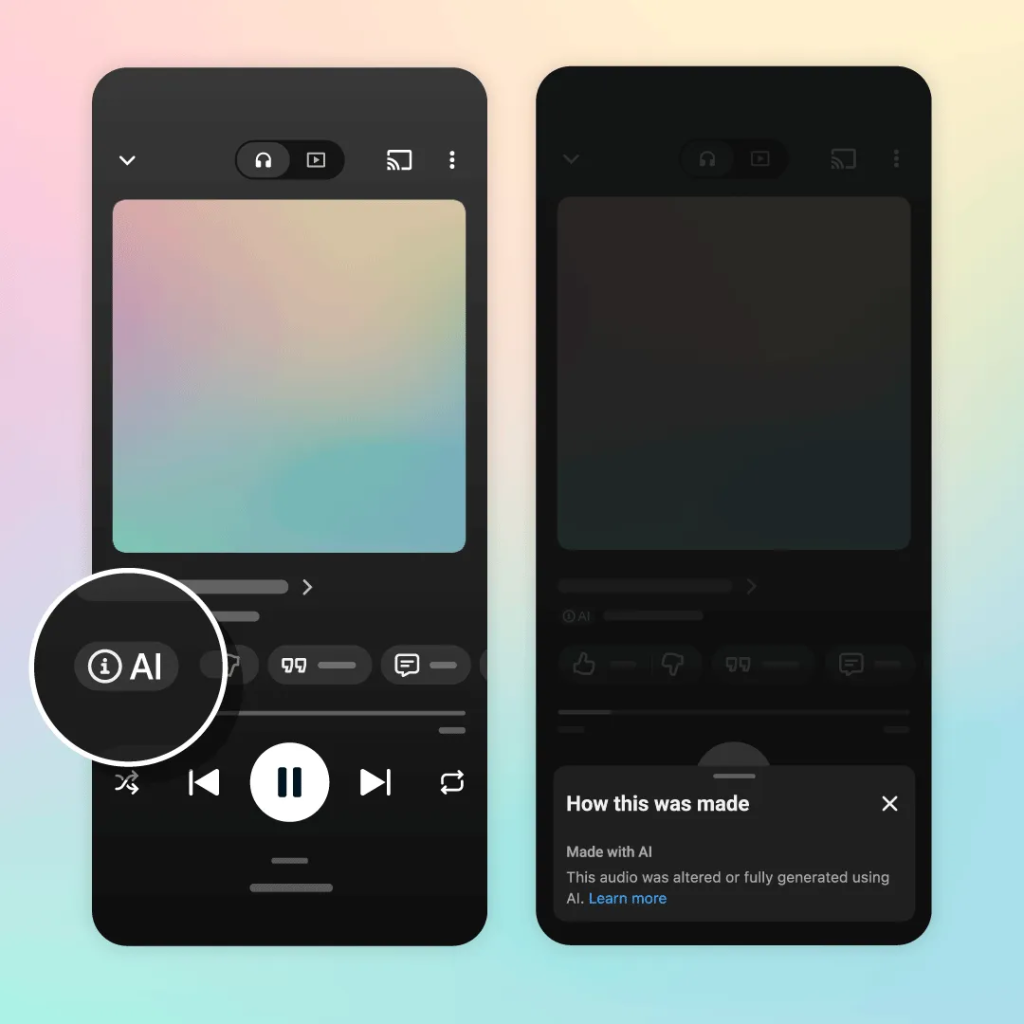 AI
AI
How this was made
Made with AI
This audio was altered or fully generated using
AI. Learn more